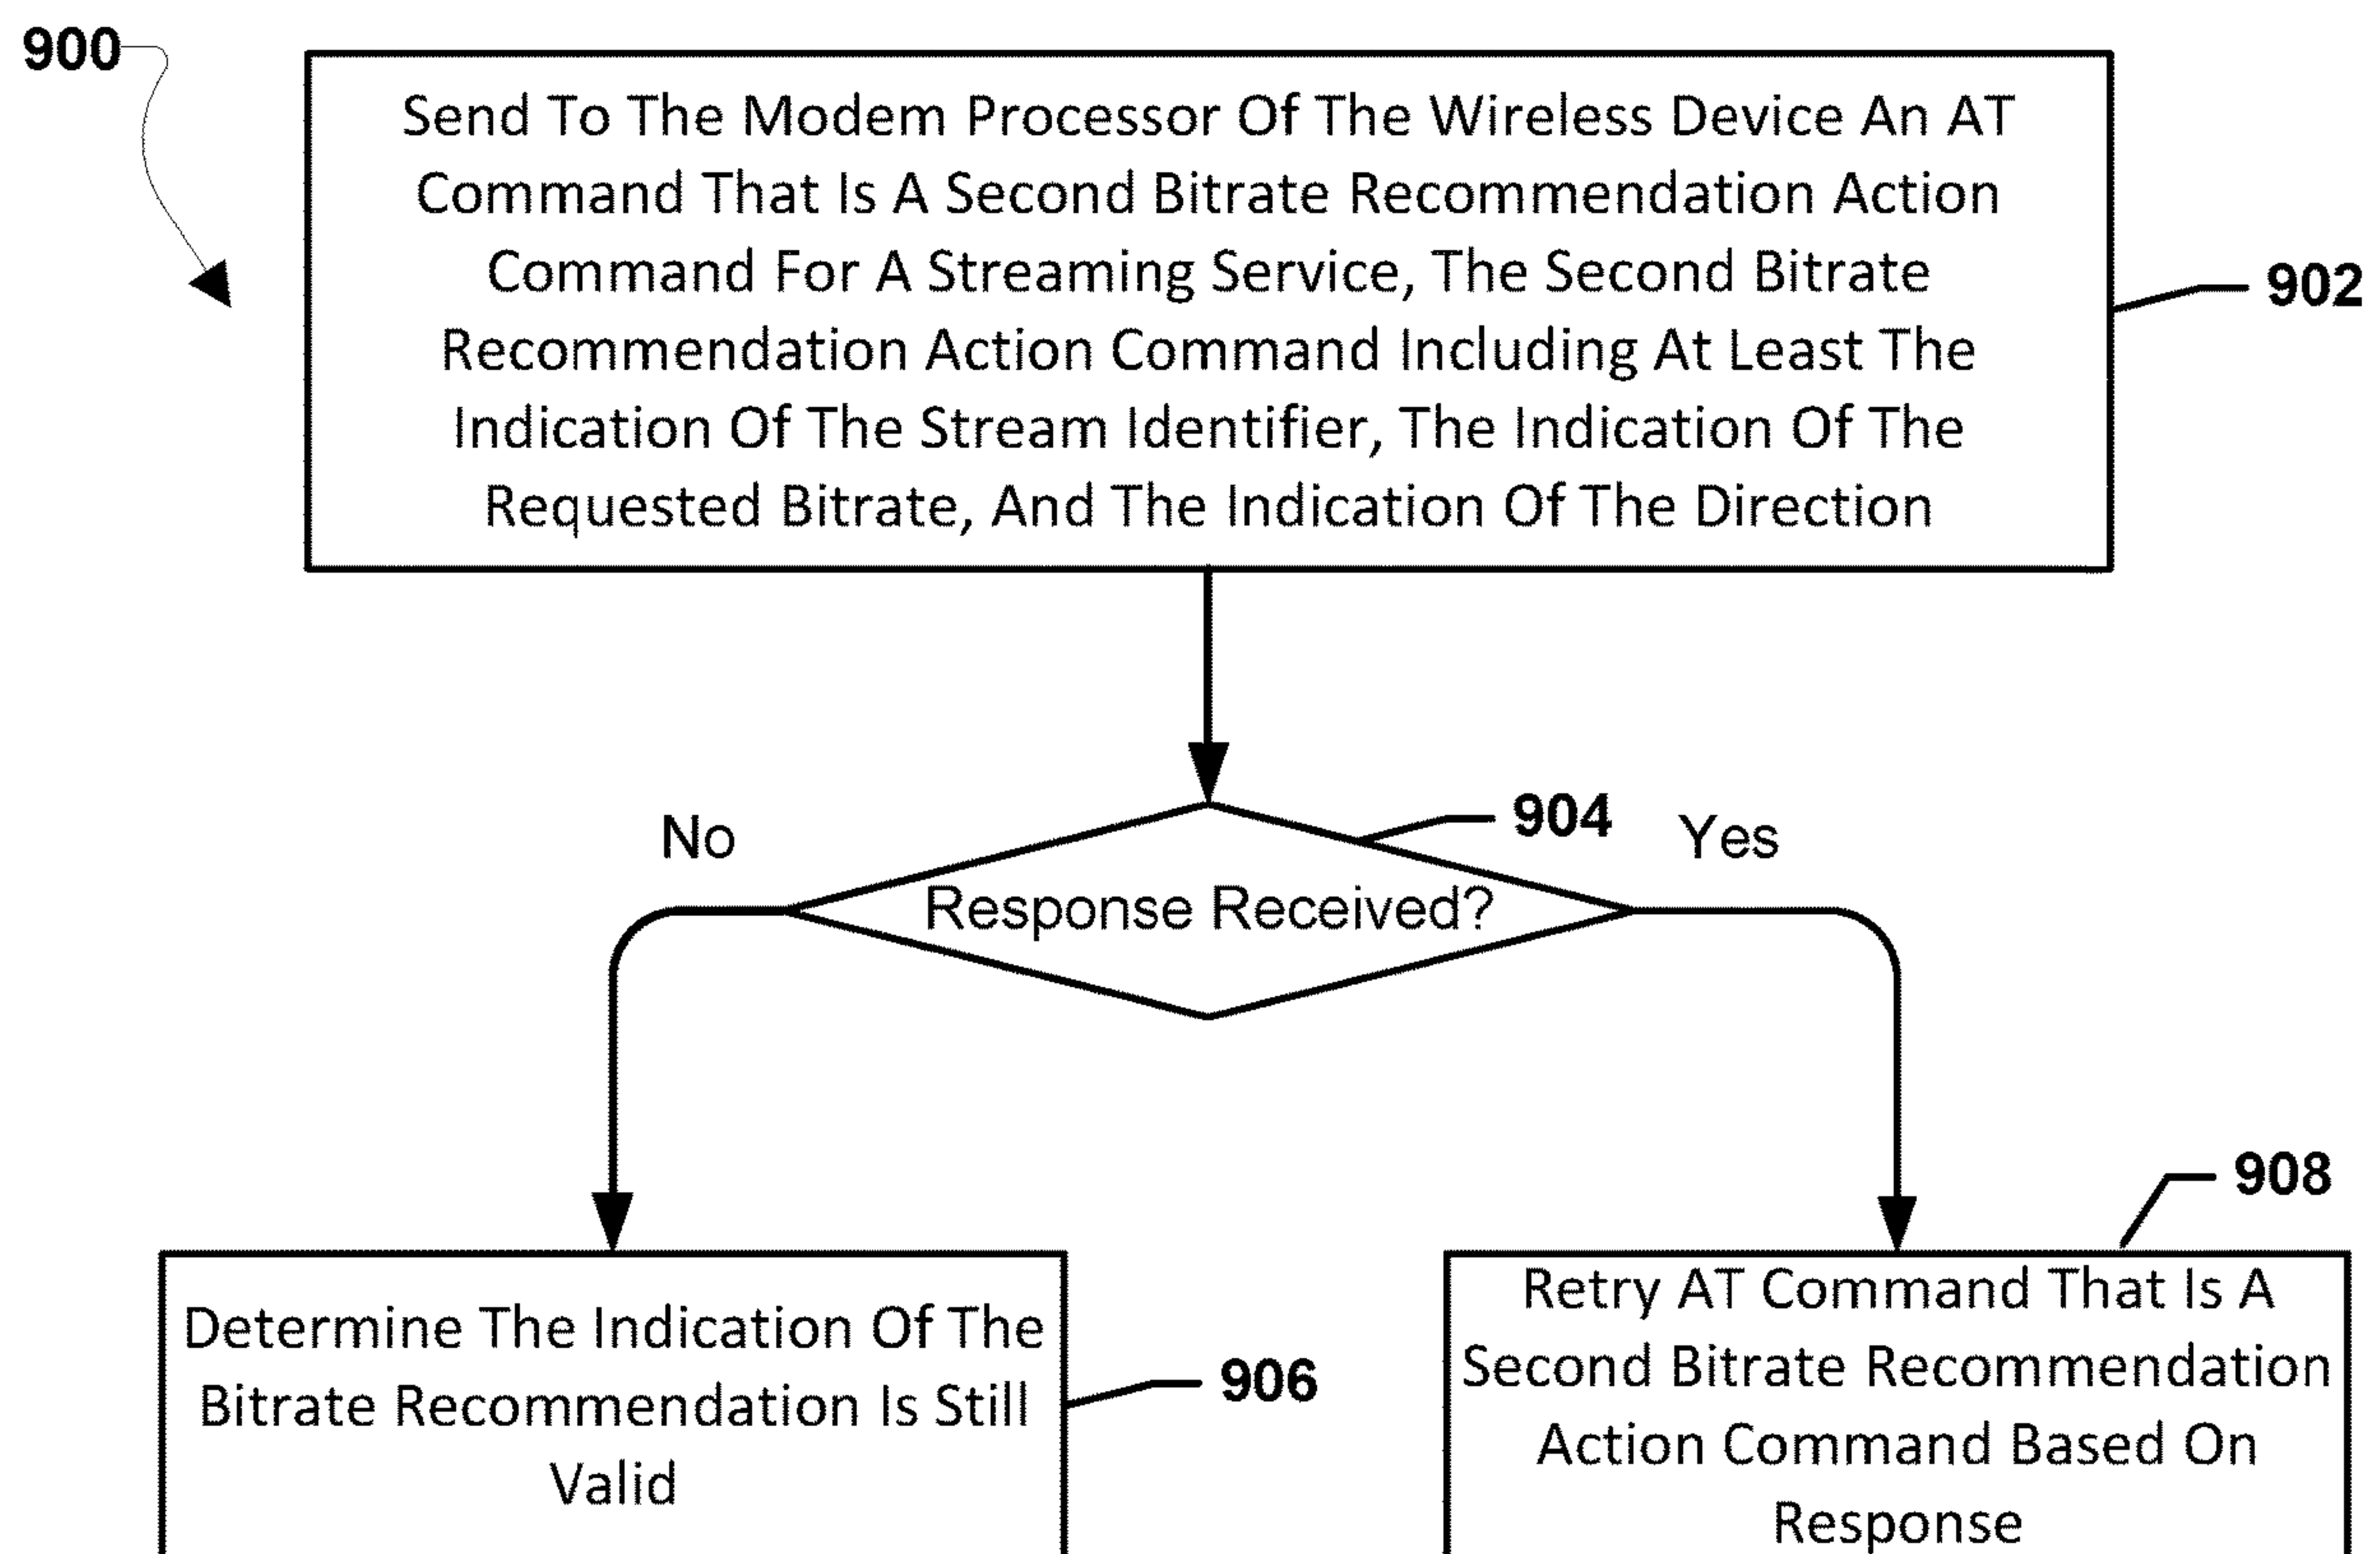 900
Send To The Modem Processor Of The Wireless Device An AT
Command That Is A Second Bitrate Recommendation Action
Command For A Streaming Service, The Second Bitrate
Recommendation Action Command Including At Least The
Indication Of The Stream Identifier, The Indication Of The
Requested Bitrate, And The Indication Of The Direction
902
904
No
Yes
Response Received?
908
Determine The Indication Of The
Bitrate Recommendation Is Still
Valid
906
Retry AT Command That Is A
Second Bitrate Recommendation
Action Command Based On
Response